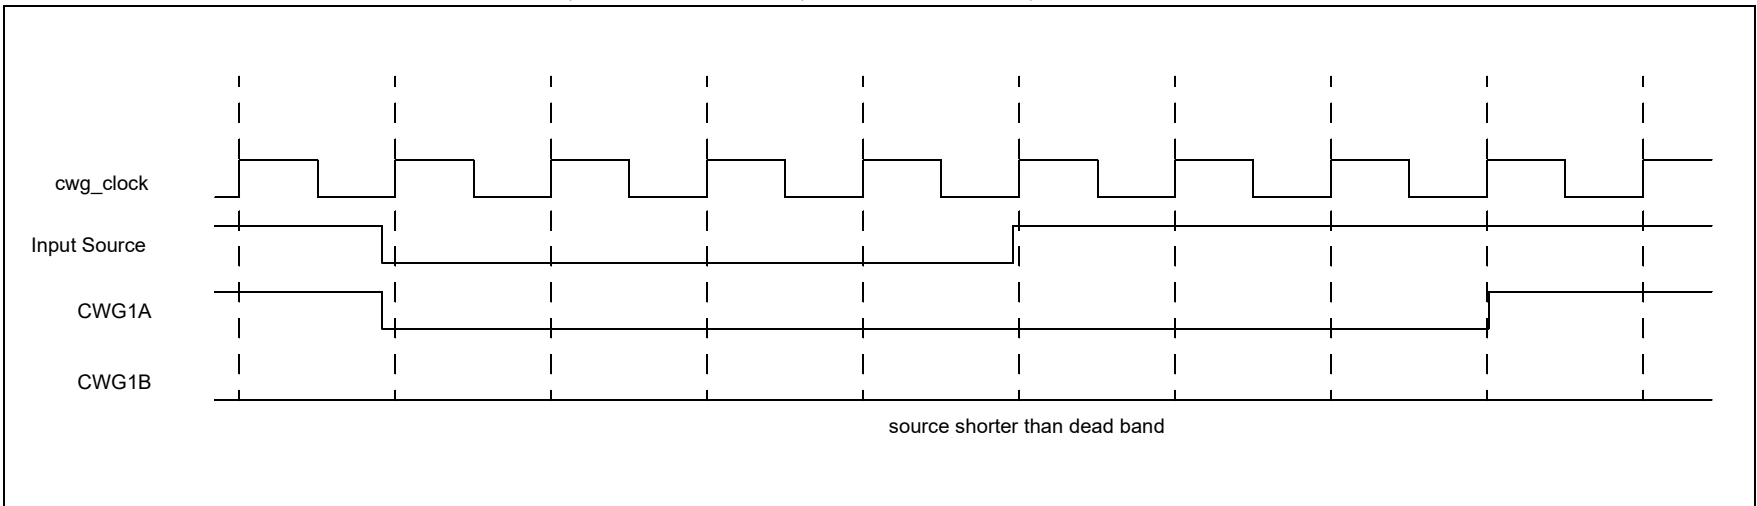 cwg_clock
Input Source
CWG1A
CWG1B
source shorter than dead band